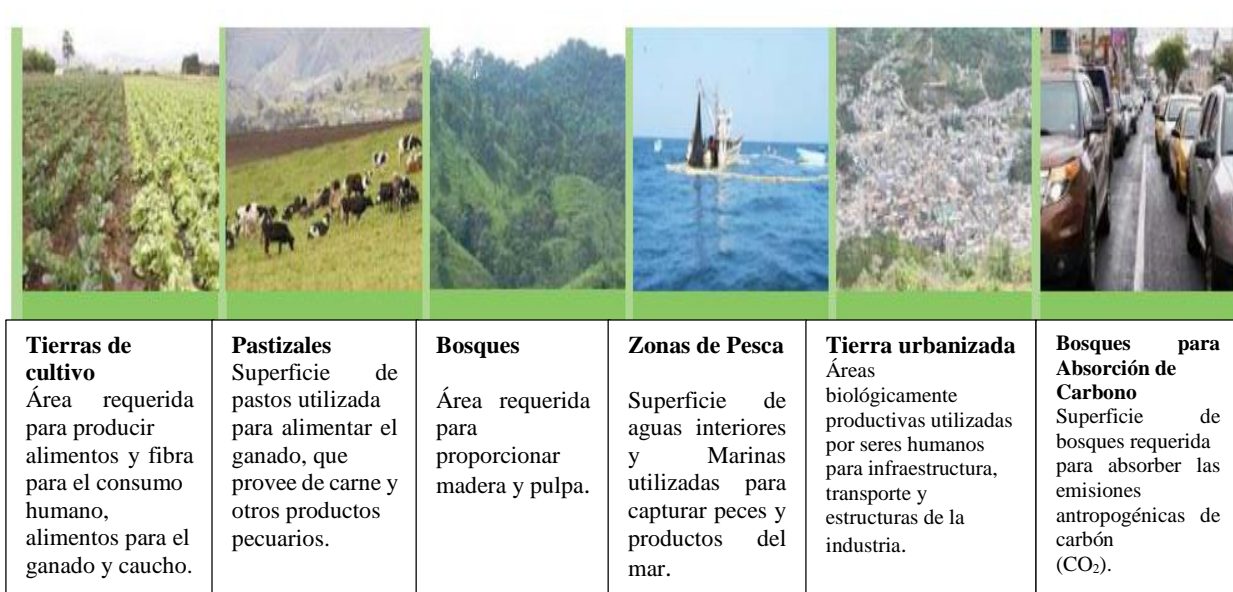 Tierras de
cultivo
Área requerida
para producir
alimentos y fibra
para el consumo
humano,
alimentos para el
ganado y caucho.
Pastizales
Superficie de
pastos utilizada
para alimentar el
ganado, que
provee de carne y
otros productos
pecuarios.
Bosques
Área requerida
para
proporcionar
madera y pulpa.
Zonas de Pesca
Superficie de
aguas interiores
y Marinas
utilizadas para
capturar peces y
productos del
mar.
Tierra urbanizada
Áreas
biológicamente
productivas utilizadas
por seres humanos
para infraestructura,
transporte y
estructuras de la
industria.
Bosques para
Absorción de
Carbono
Superficie de
bosques requerida
para absorber las
emisiones
antropogénicas de
carbón
(CO₂).